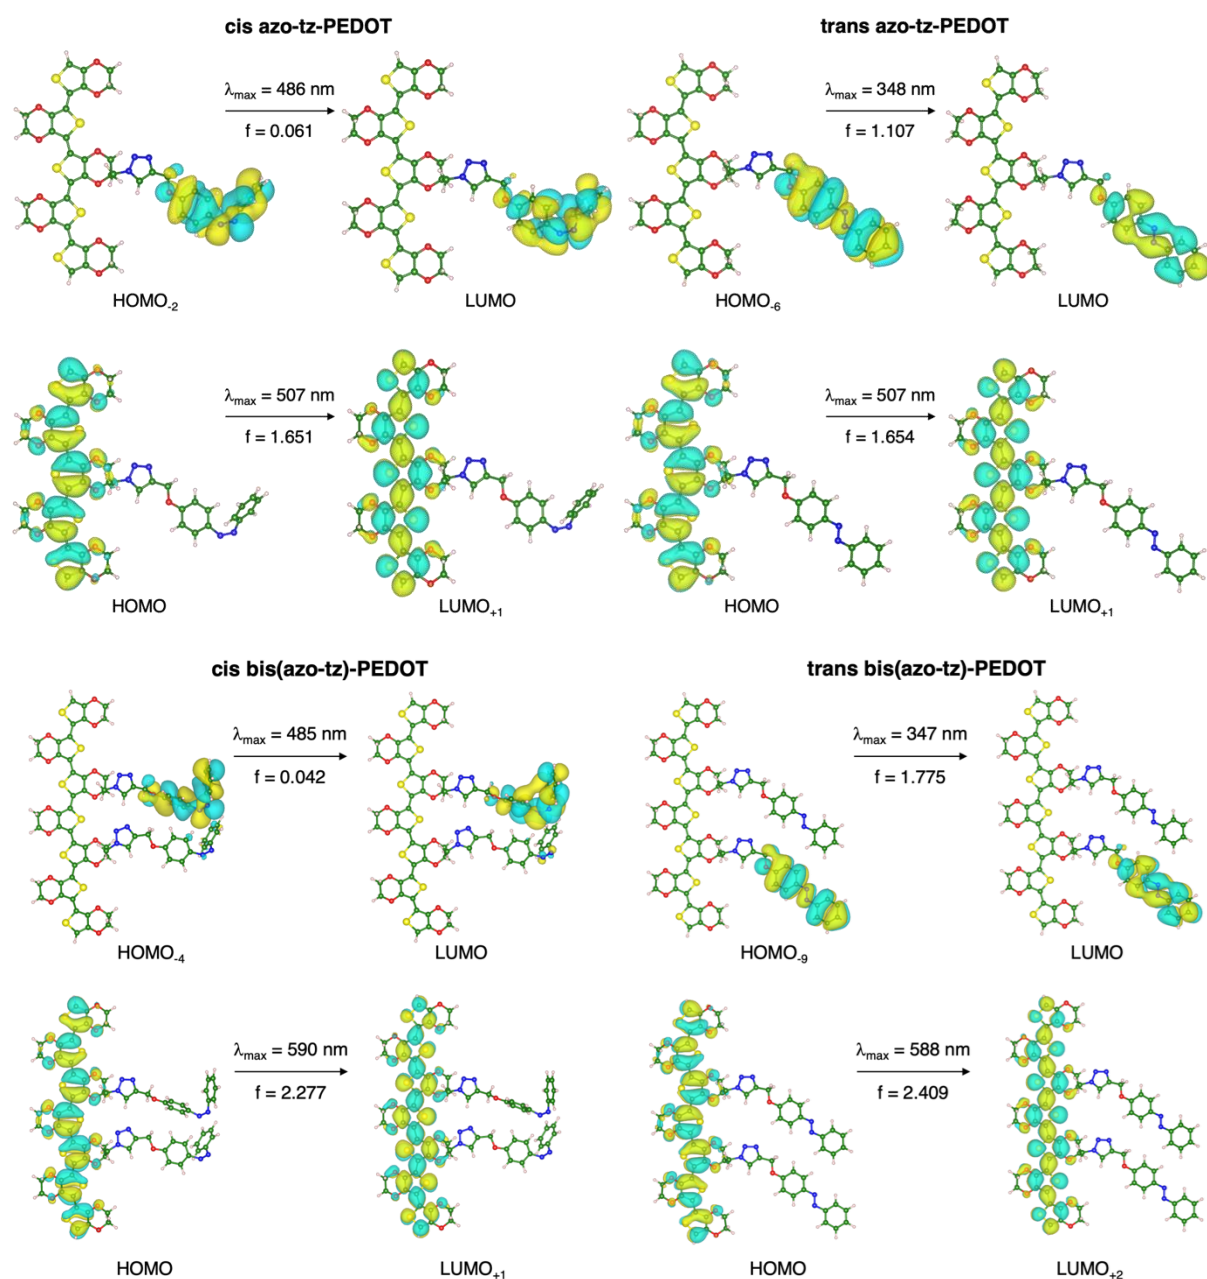 cis azo-tz-PEDOT
trans azo-tz-PEDOT
λmax = 486 nm
f = 0.061
λmax = 348 nm
f = 1.107
HOMO-2
LUMO
HOMO-6
LUMO
λmax = 507 nm
f = 1.651
λmax = 507 nm
f = 1.654
HOMO
LUMO+1
HOMO
LUMO+1
cis bis(azo-tz)-PEDOT
trans bis(azo-tz)-PEDOT
λmax = 485 nm
f = 0.042
λmax = 347 nm
f = 1.775
HOMO-4
LUMO
HOMO-9
LUMO
λmax = 590 nm
f = 2.277
λmax = 588 nm
f = 2.409
HOMO
LUMO+1
HOMO
LUMO+2